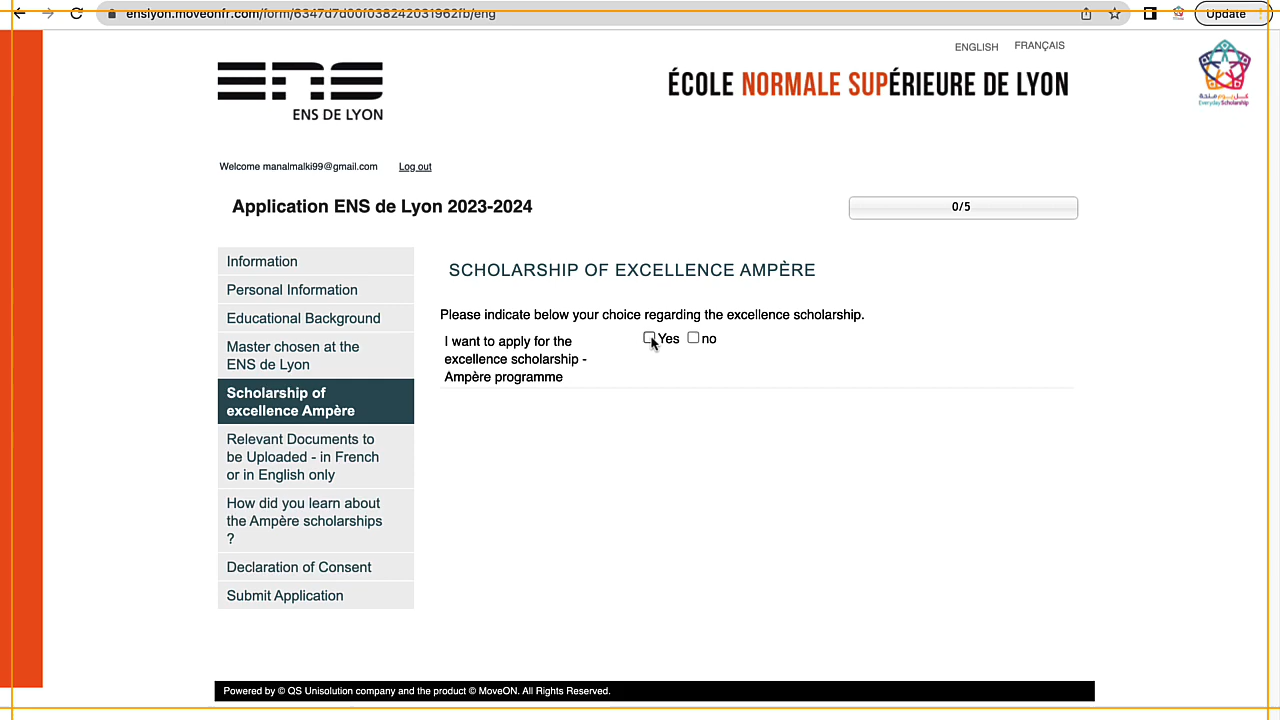 enslyon.moveonfr.com/form/6347d7d00f038242031962fb/eng
Update
ENGLISH FRANÇAIS
ENS DE LYON
ÉCOLE NORMALE SUPÉRIEURE DE LYON
Everyday Scholarship
Welcome manalmalki99@gmail.com Log out
Application ENS de Lyon 2023-2024
0/5
Information
Personal Information
Educational Background
Master chosen at the
ENS de Lyon
Scholarship of
excellence Ampère
Relevant Documents to
be Uploaded - in French
or in English only
How did you learn about
the Ampère scholarships
?
Declaration of Consent
Submit Application
SCHOLARSHIP OF EXCELLENCE AMPÈRE
Please indicate below your choice regarding the excellence scholarship.
I want to apply for the
excellence scholarship -
Ampère programme
Yes no
Powered by © QS Unisolution company and the product © MoveON. All Rights Reserved.